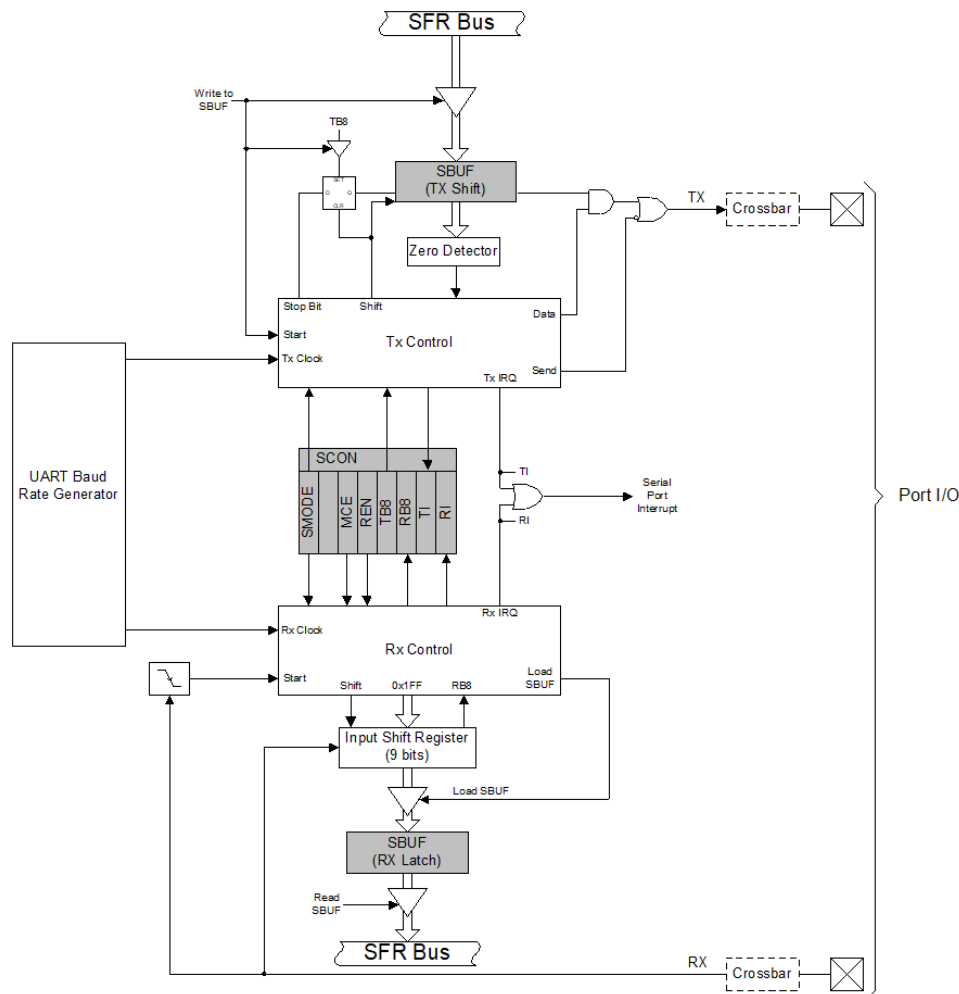 SFR Bus
Write to
SBUF
TB8
SET
D
Q
CLR
SBUF
(TX Shift)
TX
Crossbar
Zero Detector
Stop Bit
Shift
Data
Start
Tx Control
Tx Clock
Send
Tx IRQ
UART Baud
Rate Generator
SCON
SMODE
MCE
REN
TB8
RB8
TI
RI
TI
RI
Serial
Port
Interrupt
Port I/O
Rx IRQ
Rx Clock
Rx Control
Start
Load
SBUF
Shift
0x1FF
RB8
Input Shift Register
(9 bits)
Load SBUF
SBUF
(RX Latch)
Read
SBUF
SFR Bus
RX
Crossbar